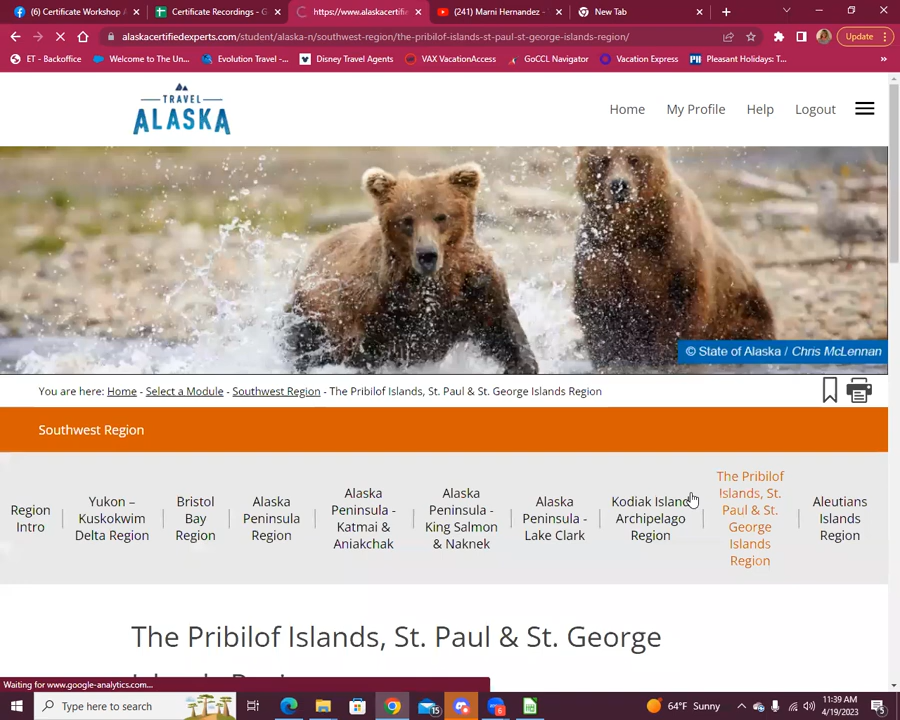 (6) Certificate Workshop A
Certificate Recordings - G
https://www.alaskacertifie
(241) Marni Hernandez -
New Tab
alaskacertifiedexperts.com/student/alaska-n/southwest-region/the-pribilof-islands-st-paul-st-george-islands-region/
Update
ET - Backoffice
Welcome to The Un...
Evolution Travel -...
Disney Travel Agents
VAX VacationAccess
GoCCL Navigator
Vacation Express
Pleasant Holidays: T...
TRAVEL
ALASKA
Home
My Profile
Help
Logout
© State of Alaska / Chris McLennan
You are here: Home - Select a Module - Southwest Region - The Pribilof Islands, St. Paul & St. George Islands Region
Southwest Region
Region
Intro
Yukon –
Kuskokwim
Delta Region
Bristol
Bay
Region
Alaska
Peninsula
Region
Alaska
Peninsula -
Katmai &
Aniakchak
Alaska
Peninsula -
King Salmon
& Naknek
Alaska
Peninsula -
Lake Clark
Kodiak Island
Archipelago
Region
The Pribilof
Islands, St.
Paul & St.
George
Islands
Region
Aleutians
Islands
Region
The Pribilof Islands, St. Paul & St. George
Waiting for www.google-analytics.com...
Type here to search
15
6
64°F Sunny
11:39 AM
4/19/2023
5